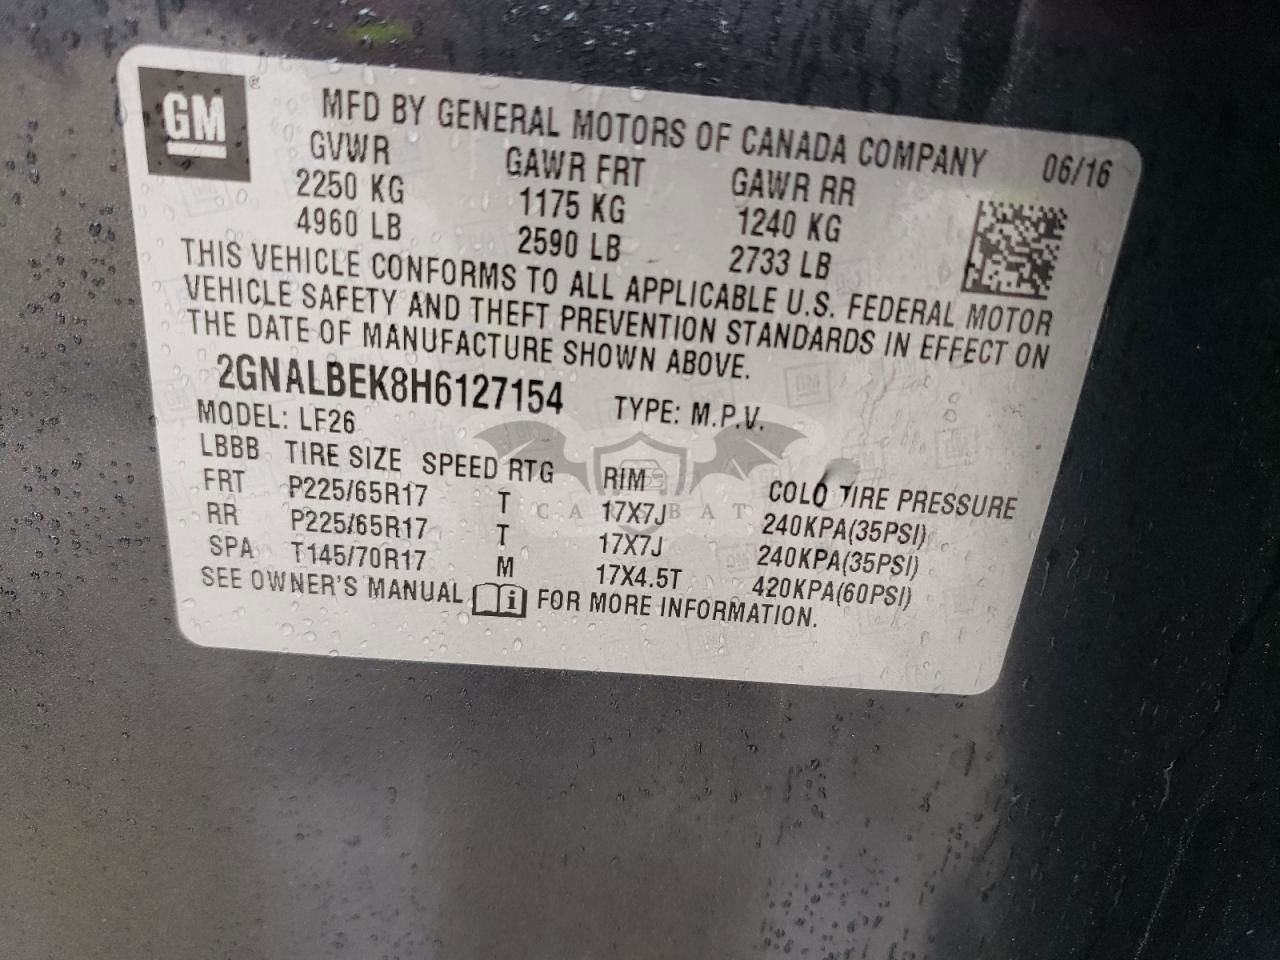 GM ®
MFD BY GENERAL MOTORS OF CANADA COMPANY 06/16
GVWR GAWR FRT GAWR RR
2250 KG 1175 KG 1240 KG
4960 LB 2590 LB 2733 LB
THIS VEHICLE CONFORMS TO ALL APPLICABLE U.S. FEDERAL MOTOR
VEHICLE SAFETY AND THEFT PREVENTION STANDARDS IN EFFECT ON
THE DATE OF MANUFACTURE SHOWN ABOVE.
2GNALBEK8H6127154 TYPE: M.P.V.
MODEL: LF26
LBBB TIRE SIZE SPEED RTG RIM COLD TIRE PRESSURE
FRT P225/65R17 T 17X7J 240KPA(35PSI)
RR P225/65R17 T 17X7J 240KPA(35PSI)
SPA T145/70R17 M 17X4.5T 420KPA(60PSI)
SEE OWNER'S MANUAL i FOR MORE INFORMATION.